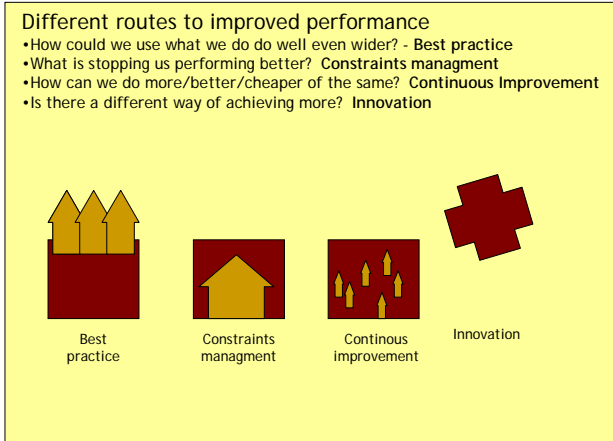 Different routes to improved performance
•How could we use what we do do well even wider? - Best practice
•What is stopping us performing better? Constraints managment
•How can we do more/better/cheaper of the same? Continuous Improvement
•Is there a different way of achieving more? Innovation
Best
practice
Constraints
managment
Continous
improvement
Innovation